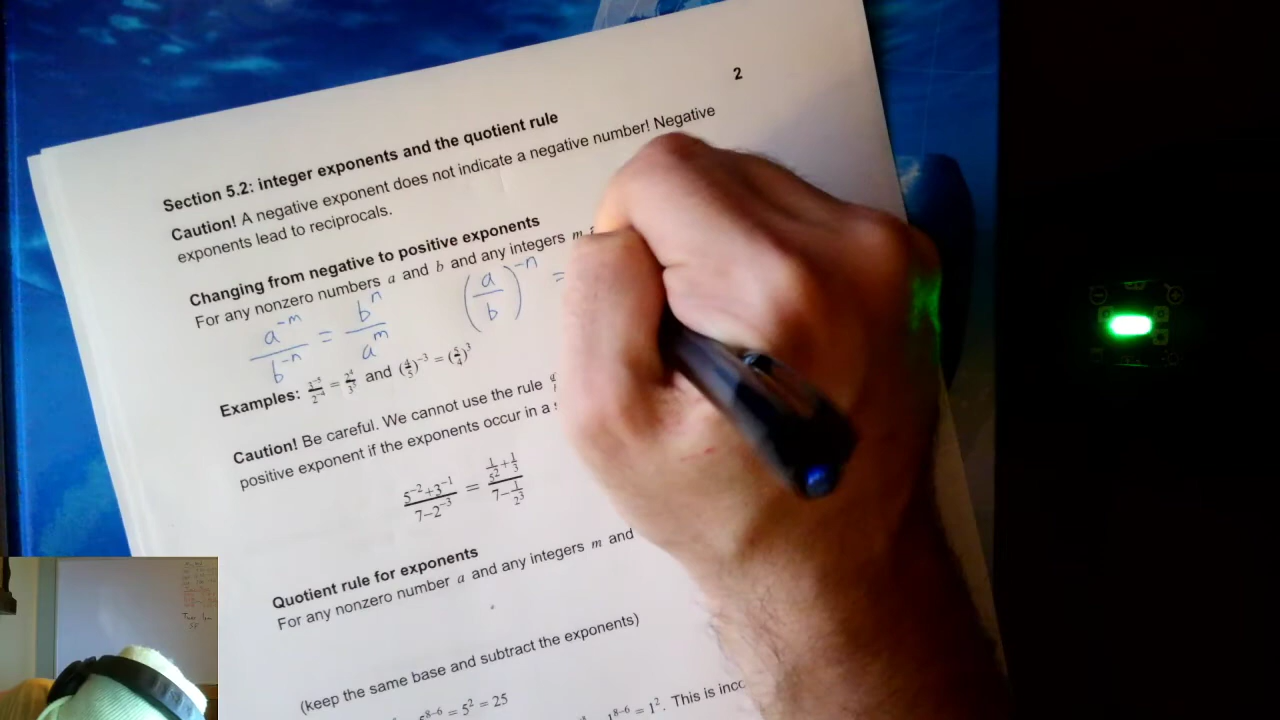 2
Section 5.2: integer exponents and the quotient rule
Caution! A negative exponent does not indicate a negative number! Negative
exponents lead to reciprocals.
Changing from negative to positive exponents
For any nonzero numbers a and b and any integers m
a^-m / b^-n = b^n / a^m (a/b)^-n =
Examples: 3^-5/2^-4 = 2^4/3^5 and (4/5)^-3 = (5/4)^3
Caution! Be careful. We cannot use the rule
positive exponent if the exponents occur in a
(5^-2+3^-1)/(7-2^-3) = (1/5^2+1/3)/(7-1/2^3)
Quotient rule for exponents
For any nonzero number a and any integers m and
(keep the same base and subtract the exponents)
5^8-6 = 5^2 = 25
1^8-6 = 1^2. This is